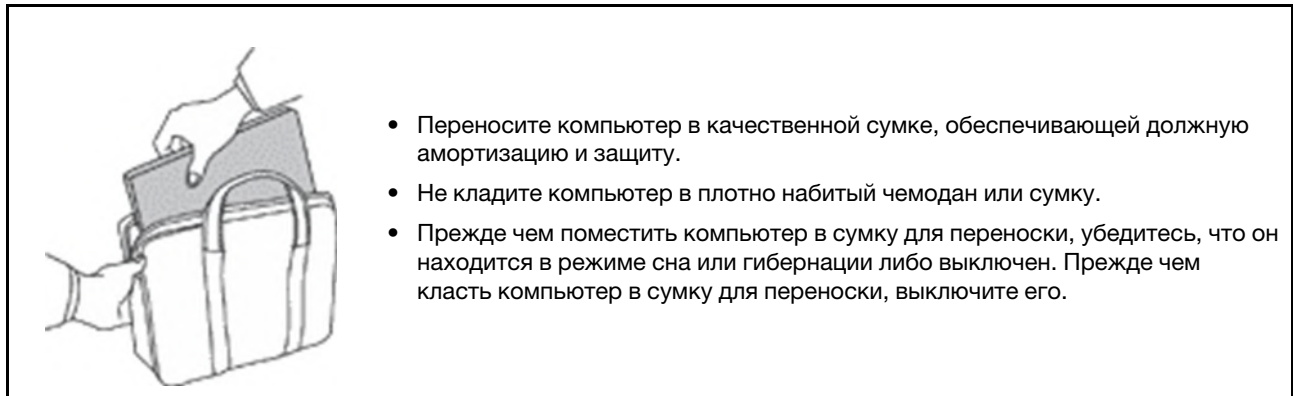 • Переносите компьютер в качественной сумке, обеспечивающей должную
амортизацию и защиту.
• Не кладите компьютер в плотно набитый чемодан или сумку.
• Прежде чем поместить компьютер в сумку для переноски, убедитесь, что он
находится в режиме сна или гибернации либо выключен. Прежде чем
класть компьютер в сумку для переноски, выключите его.